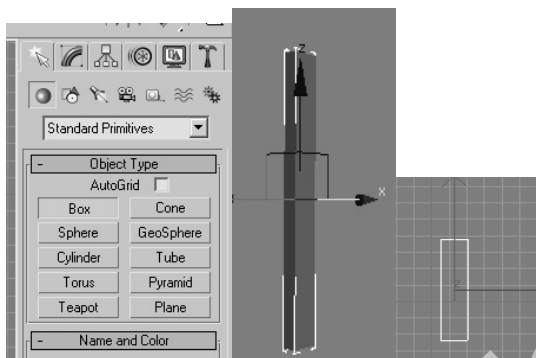 Standard Primitives
- Object Type
AutoGrid
Box Cone
Sphere GeoSphere
Cylinder Tube
Torus Pyramid
Teapot Plane
- Name and Color
z
x